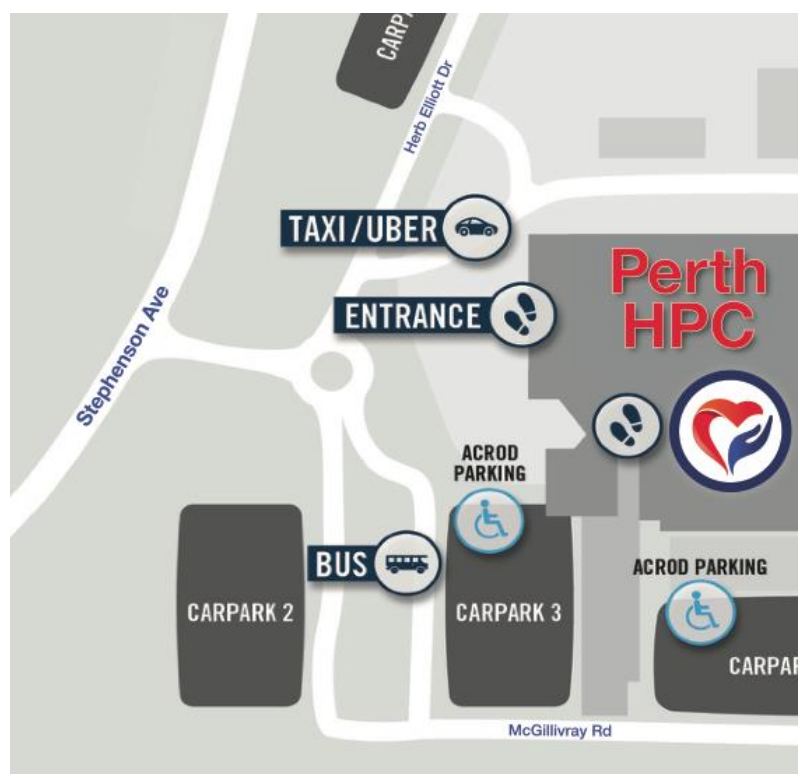 CARPA
Herb Elliott Dr
TAXI/UBER
Perth
HPC
ENTRANCE
Stephenson Ave
ACROD
PARKING
BUS
ACROD PARKING
CARPARK 2
CARPARK 3
CARPAR
McGillivray Rd